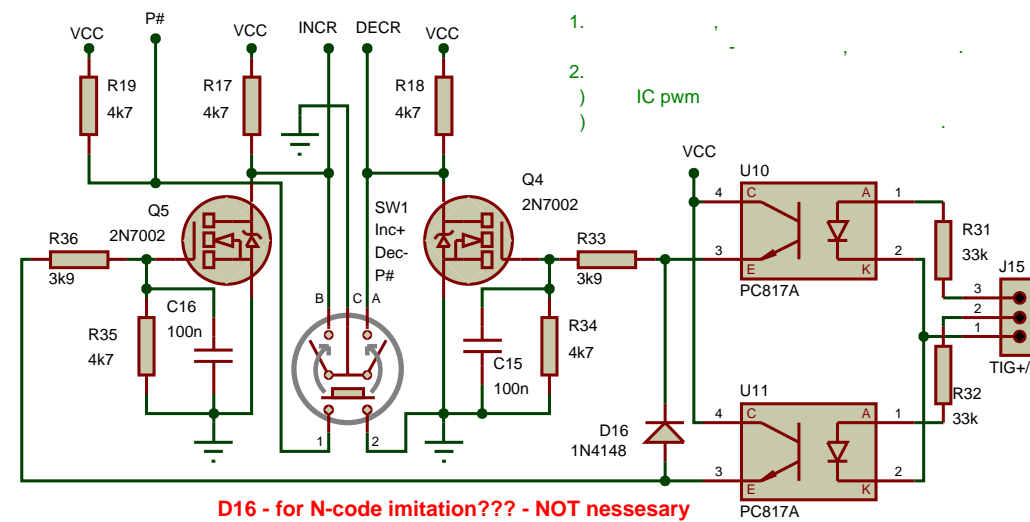 P#
INCR
DECR
VCC
VCC
VCC
1. ,
- , .
2.
) IC pwm
) .
R19
4k7
R17
4k7
R18
4k7
VCC
U10
Q5
2N7002
SW1
Inc+
Dec-
P#
Q4
2N7002
4
C
A
1
R36
3k9
R33
3k9
3
E
K
2
PC817A
R31
33k
J15
3
2
1
TIG+/
B
C
A
C16
100n
R35
4k7
C15
100n
R34
4k7
U11
R32
33k
4
C
A
1
D16
1N4148
1
2
3
E
K
2
PC817A
D16 - for N-code imitation??? - NOT nessesary